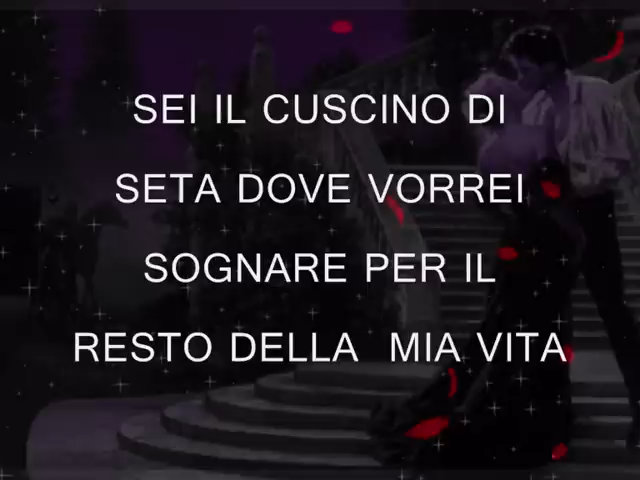 SEI IL CUSCINO DI
SETA DOVE VORREI
SOGNARE PER IL
RESTO DELLA  MIA VITA